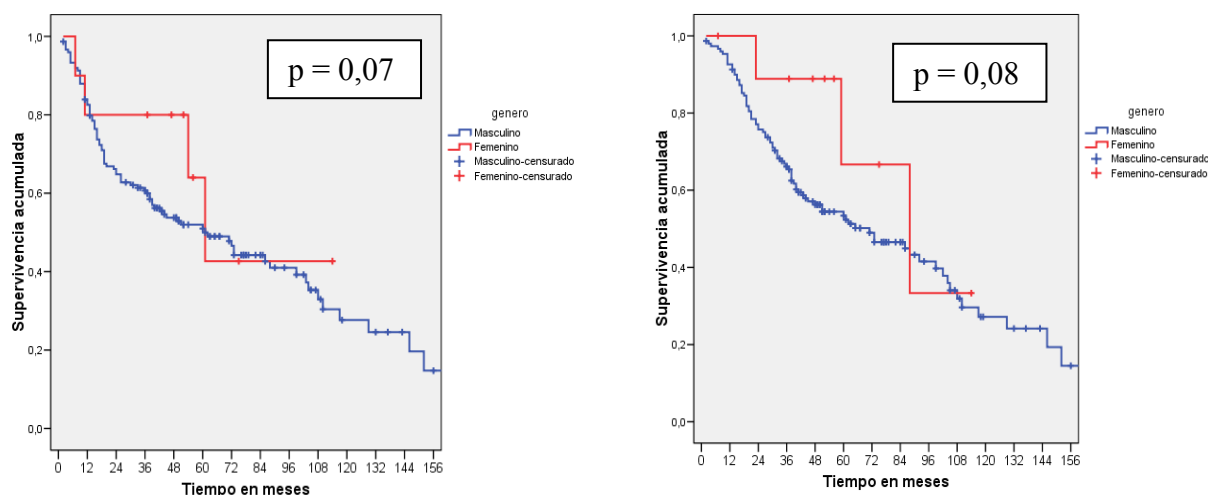 p = 0,07
Supervivencia acumulada
1,0
0,8
0,6
0,4
0,2
0,0
0 12 24 36 48 60 72 84 96 108 120 132 144 156
Tiempo en meses
genero
Masculino
Femenino
Masculino-censurado
Femenino-censurado
p = 0,08
Supervivencia acumulada
1,0
0,8
0,6
0,4
0,2
0,0
0 12 24 36 48 60 72 84 96 108 120 132 144 156
Tiempo en meses
genero
Masculino
Femenino
Masculino-censurado
Femenino-censurado